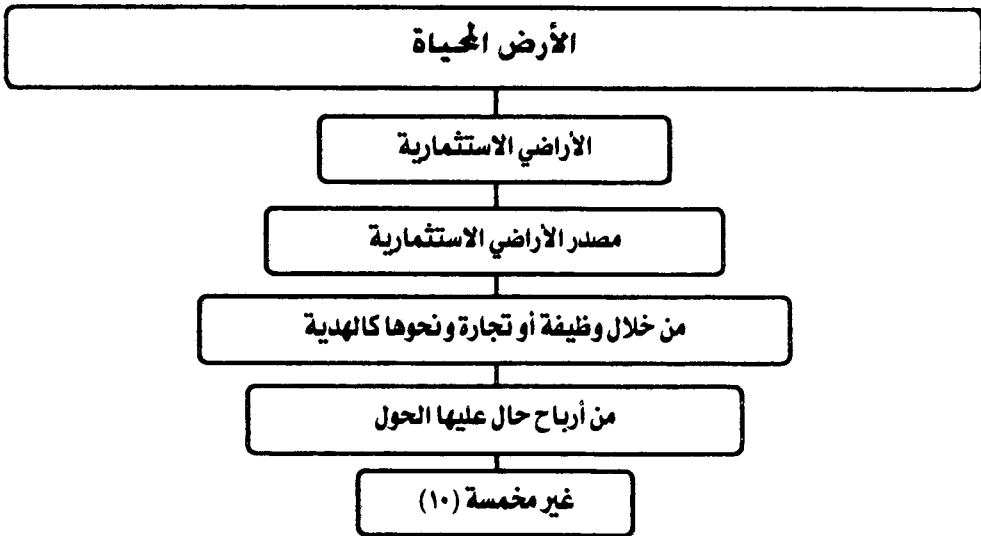 الأرض المحياة
الأراضي الاستثمارية
مصدر الأراضي الاستثمارية
من خلال وظيفة أو تجارة ونحوها كالهدية
من أرباح حال عليها الحول
غير مخمسة (١٠)